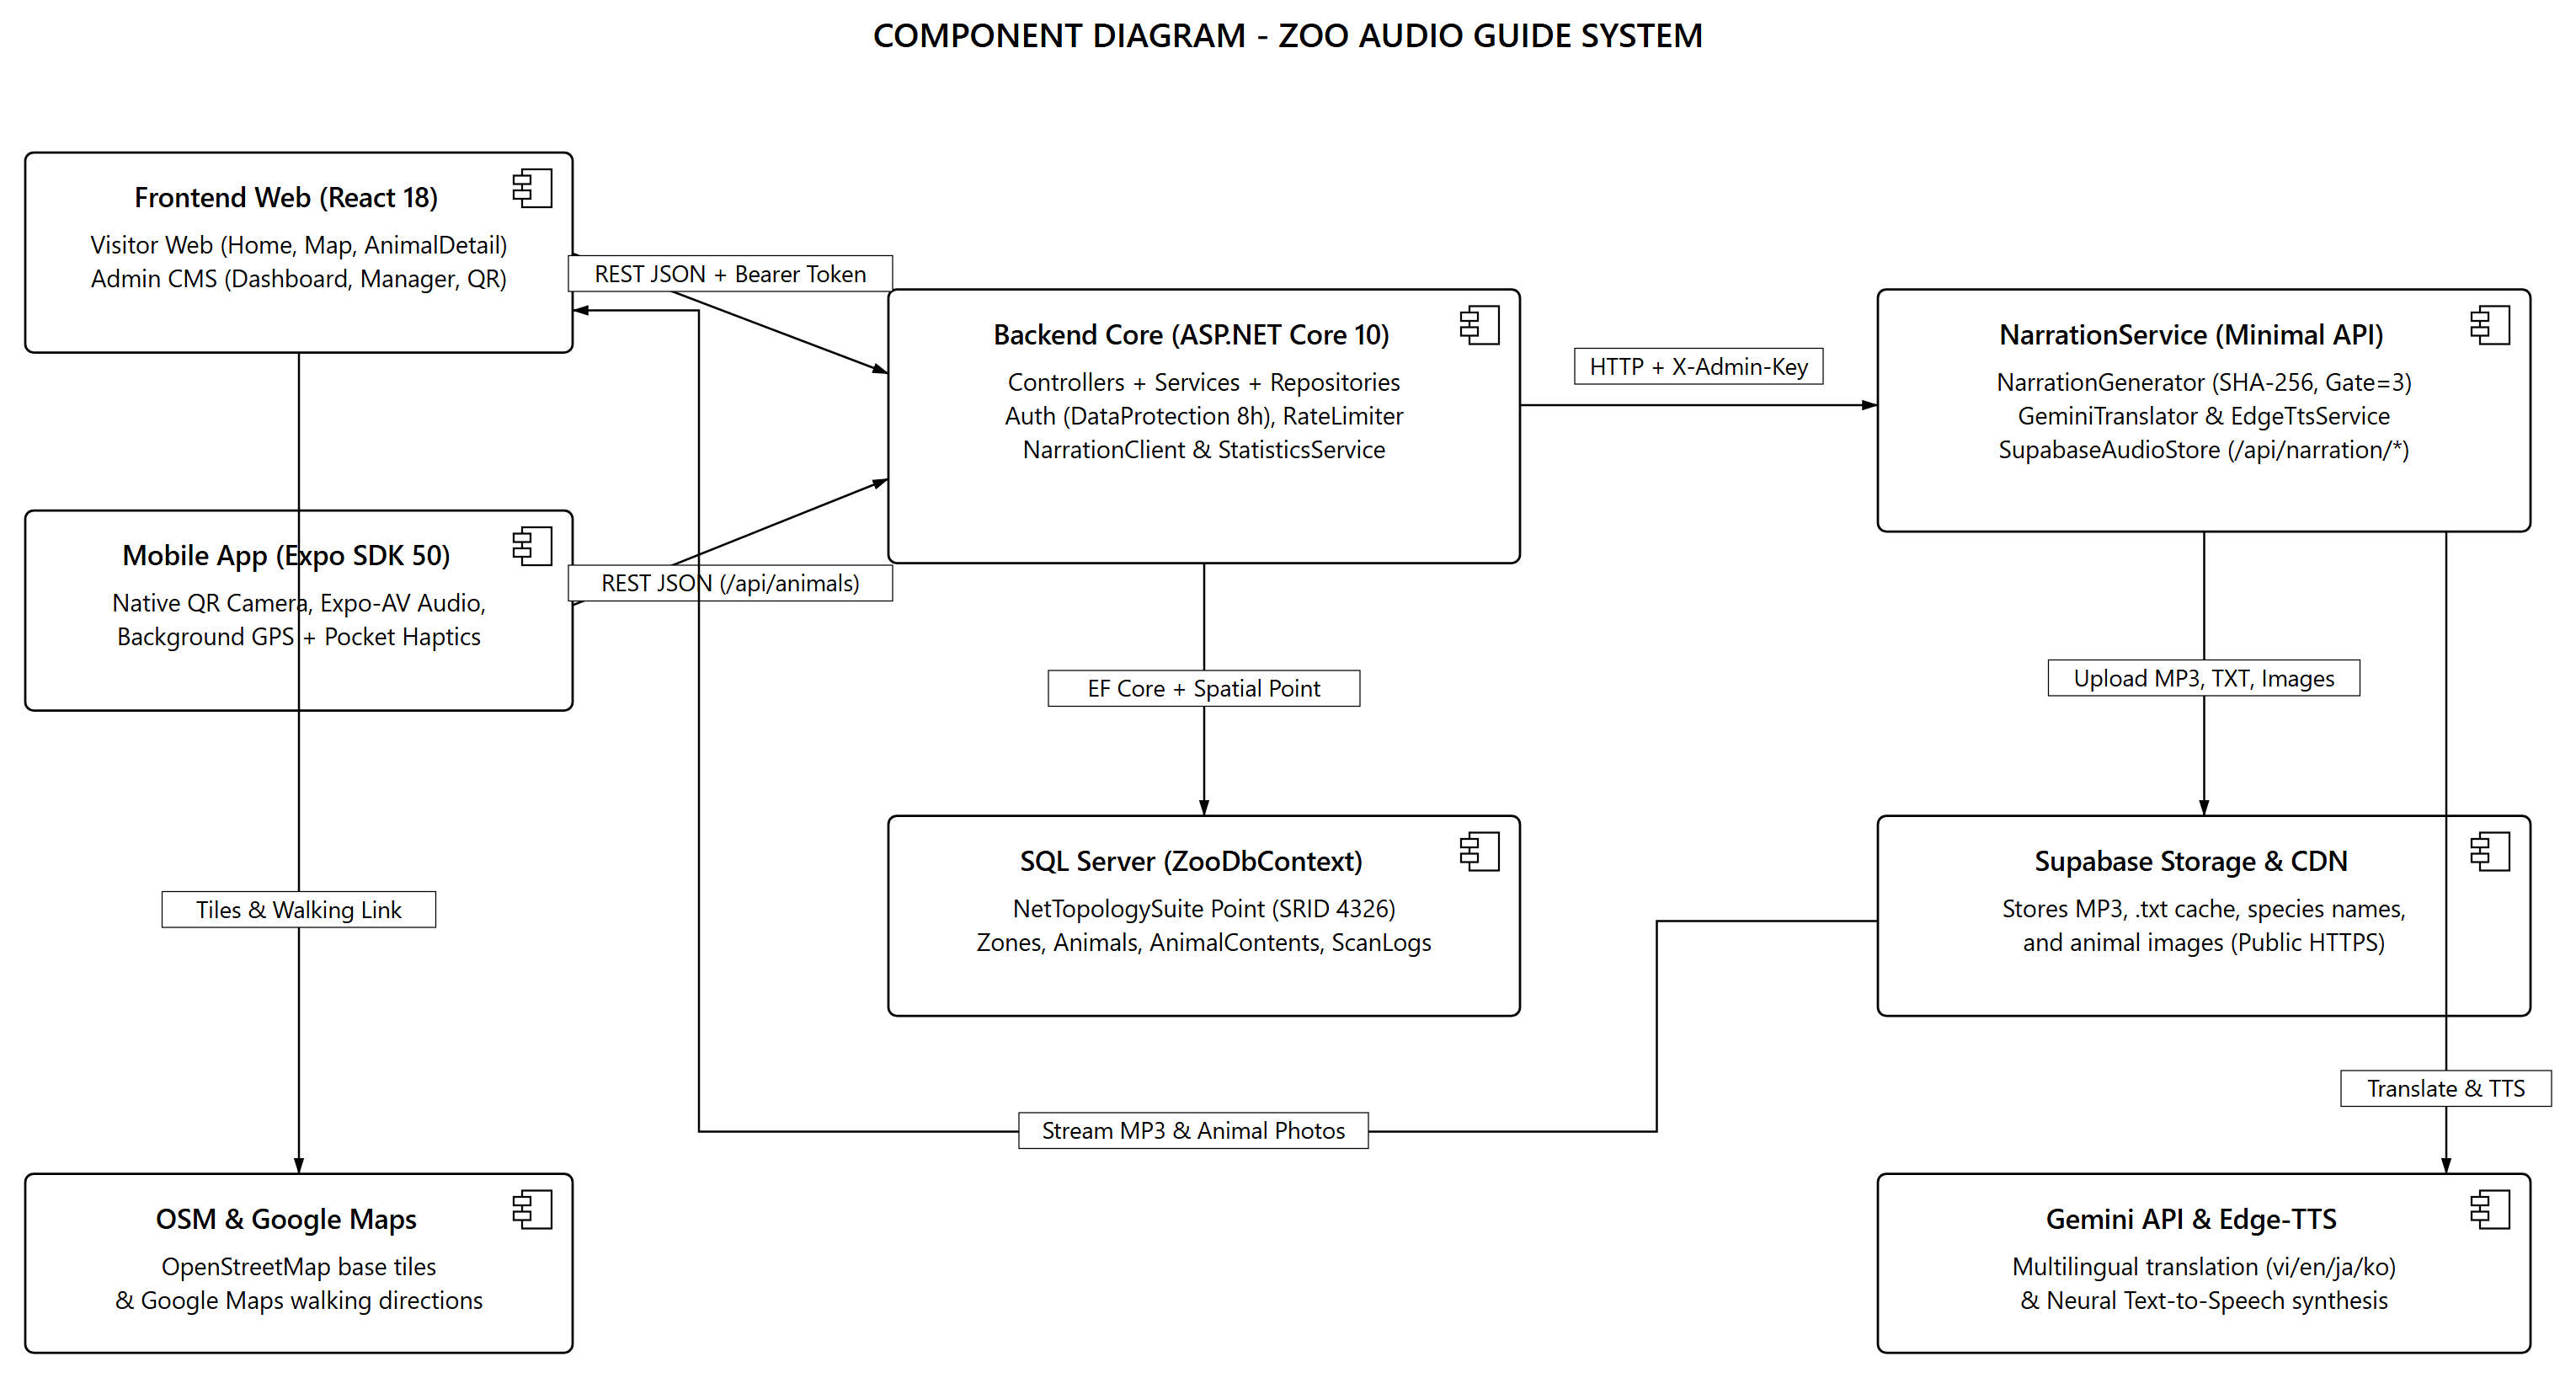 COMPONENT DIAGRAM - ZOO AUDIO GUIDE SYSTEM
Frontend Web (React 18)
Visitor Web (Home, Map, AnimalDetail)
Admin CMS (Dashboard, Manager, QR)
REST JSON + Bearer Token
Backend Core (ASP.NET Core 10)
Controllers + Services + Repositories
Auth (DataProtection 8h), RateLimiter
NarrationClient & StatisticsService
HTTP + X-Admin-Key
NarrationService (Minimal API)
NarrationGenerator (SHA-256, Gate=3)
GeminiTranslator & EdgeTtsService
SupabaseAudioStore (/api/narration/*)
Mobile App (Expo SDK 50)
Native QR Camera, Expo-AV Audio,
Background GPS + Pocket Haptics
REST JSON (/api/animals)
EF Core + Spatial Point
Upload MP3, TXT, Images
Tiles & Walking Link
SQL Server (ZooDbContext)
NetTopologySuite Point (SRID 4326)
Zones, Animals, AnimalContents, ScanLogs
Supabase Storage & CDN
Stores MP3, .txt cache, species names,
and animal images (Public HTTPS)
Translate & TTS
Stream MP3 & Animal Photos
OSM & Google Maps
OpenStreetMap base tiles
& Google Maps walking directions
Gemini API & Edge-TTS
Multilingual translation (vi/en/ja/ko)
& Neural Text-to-Speech synthesis